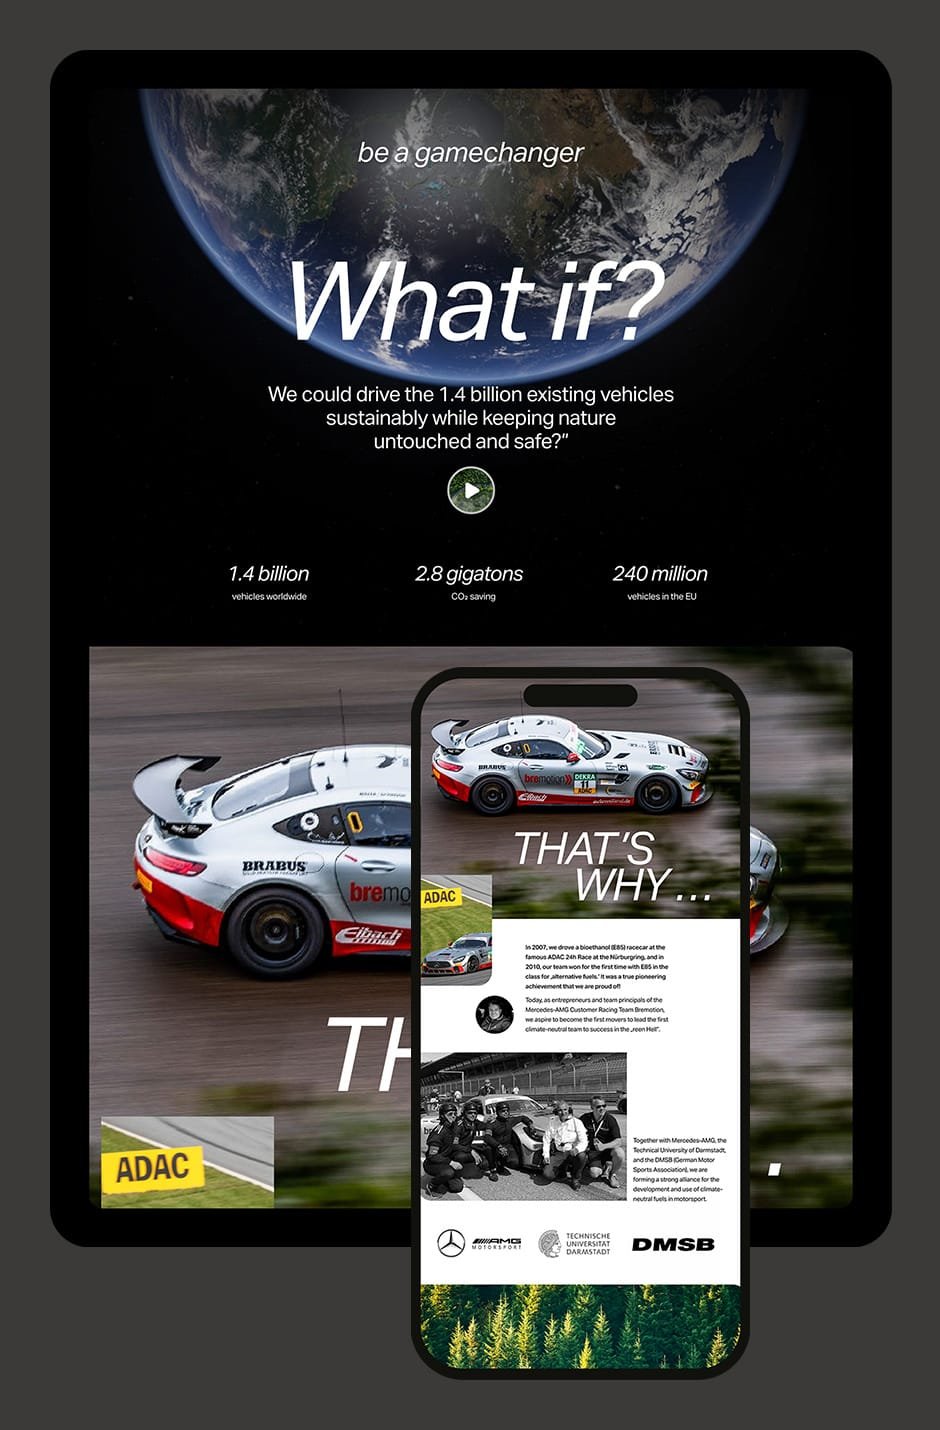 be a gamechanger
What if?
We could drive the 1.4 billion existing vehicles
sustainably while keeping nature
untouched and safe?"
1.4 billion
vehicles worldwide
2.8 gigatons
CO₂ saving
240 million
vehicles in the EU
BRABUS
bremo
Eibach
TH
ADAC
.
BRABUS
bremotion
DEKRA
11
ADAC
Eibach
THAT'S
WHY ...
ADAC
In 2007, we drove a bioethanol (E85) racecar at the
famous ADAC 24h Race at the Nürburgring, and in
2010, our team won for the first time with E85 in the
class for „alternative fuels.' It was a true pioneering
achievement that we are proud of!
Today, as entrepreneurs and team principals of the
Mercedes-AMG Customer Racing Team Bremotion,
we aspire to become the first movers to lead the first
climate-neutral team to success in the „reen Hell".
Together with Mercedes-AMG, the
Technical University of Darmstadt,
and the DMSB (German Motor
Sports Association), we are
forming a strong alliance for the
development and use of climate-
neutral fuels in motorsport.
AMG
MOTORSPORT
TECHNISCHE
UNIVERSITÄT
DARMSTADT
DMSB